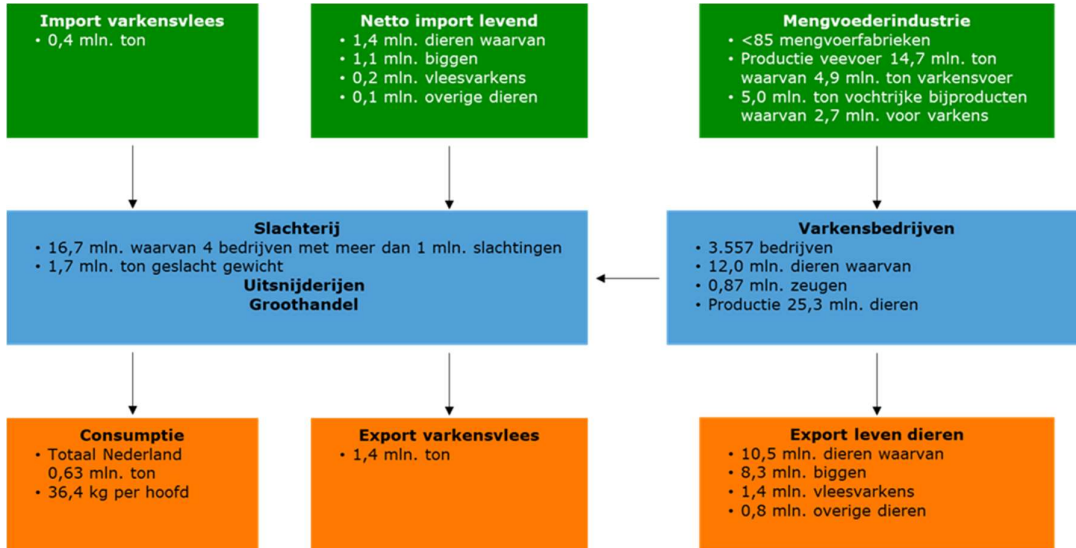 Import varkensvlees
• 0,4 mln. ton
Netto import levend
• 1,4 mln. dieren waarvan
• 1,1 mln. biggen
• 0,2 mln. vleesvarkens
• 0,1 mln. overige dieren
Mengvoederindustrie
• <85 mengvoerfabrieken
• Productie veevoer 14,7 mln. ton
waarvan 4,9 mln. ton varkensvoer
• 5,0 mln. ton vochtrijke bijproducten
waarvan 2,7 mln. voor varkens
Slachterij
• 16,7 mln. waarvan 4 bedrijven met meer dan 1 mln. slachtingen
• 1,7 mln. ton geslacht gewicht
Uitsnijderijen
Groothandel
Varkensbedrijven
• 3.557 bedrijven
• 12,0 mln. dieren waarvan
• 0,87 mln. zeugen
• Productie 25,3 mln. dieren
Consumptie
• Totaal Nederland
0,63 mln. ton
• 36,4 kg per hoofd
Export varkensvlees
• 1,4 mln. ton
Export leven dieren
• 10,5 mln. dieren waarvan
• 8,3 mln. biggen
• 1,4 mln. vleesvarkens
• 0,8 mln. overige dieren